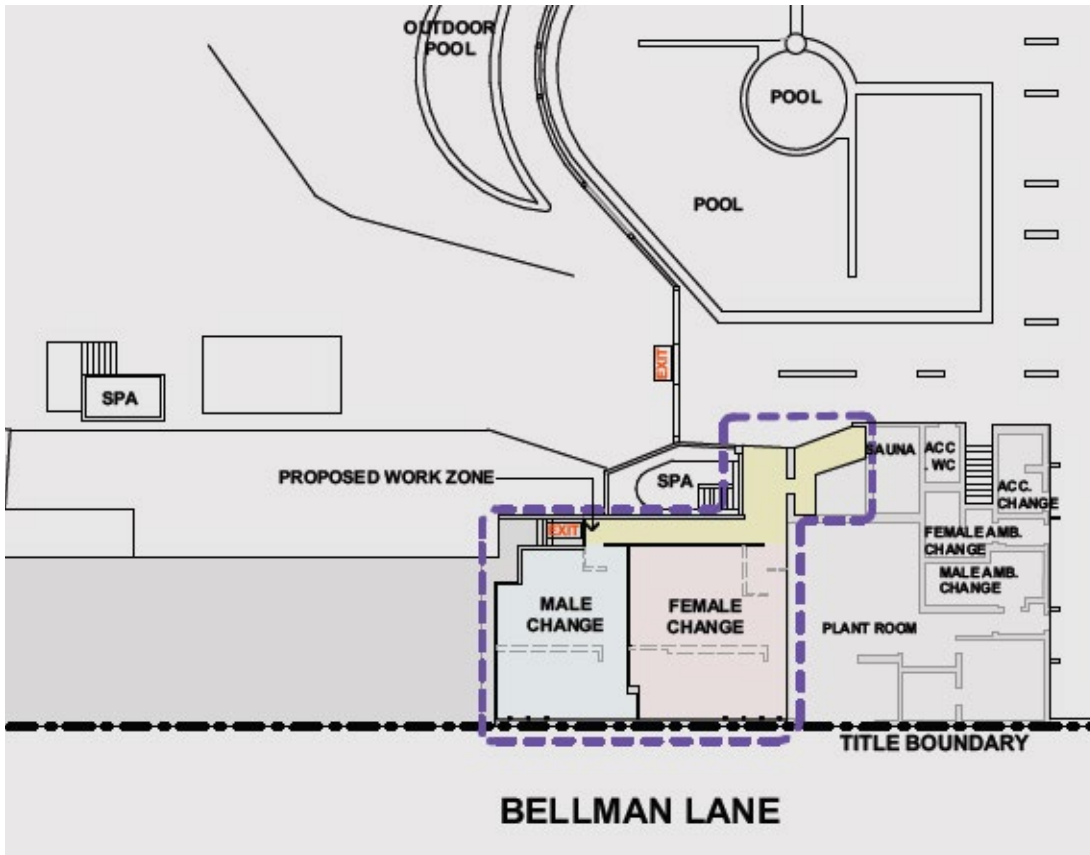 OUTDOOR
POOL
POOL
POOL
EXIT
SPA
SAUNA
ACC
. WC
ACC.
CHANGE
PROPOSED WORK ZONE
SPA
EXIT
FEMALE AMB.
CHANGE
MALE AMB.
CHANGE
MALE
CHANGE
FEMALE
CHANGE
PLANT ROOM
TITLE BOUNDARY
BELLMAN LANE